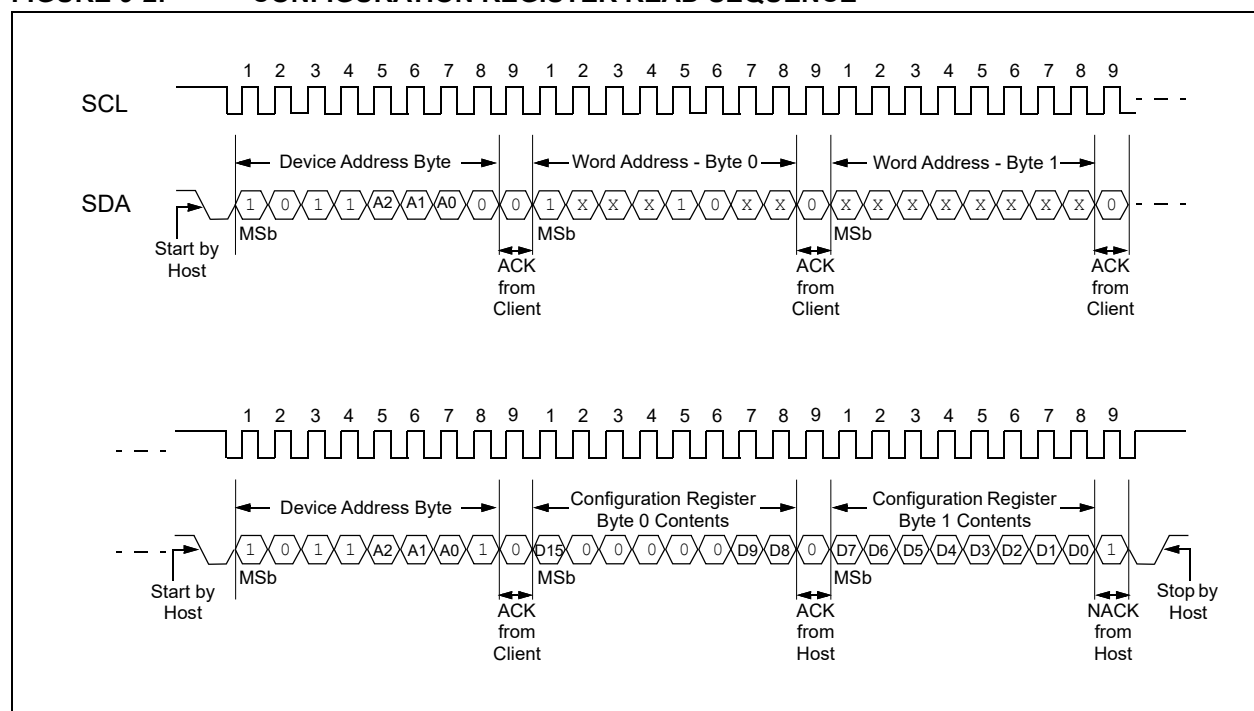 FIGURE CONFIGURATION REGISTER READ SEQUENCE
1 2 3 4 5 6 7 8 9 1 2 3 4 5 6 7 8 9 1 2 3 4 5 6 7 8 9
SCL
Device Address Byte Word Address - Byte 0 Word Address - Byte 1
SDA 1 0 1 1 A2 A1 A0 0 0 1 X X X 1 0 X X 0 X X X X X X X X 0
MSb MSb MSb
Start by
Host
ACK
from
Client
ACK
from
Client
ACK
from
Client
1 2 3 4 5 6 7 8 9 1 2 3 4 5 6 7 8 9 1 2 3 4 5 6 7 8 9
Device Address Byte
Configuration Register
Byte 0 Contents
Configuration Register
Byte 1 Contents
1 0 1 1 A2 A1 A0 1 0 D15 0 0 0 0 0 D9 D8 0 D7 D6 D5 D4 D3 D2 D1 D0 1
MSb MSb MSb
Start by
Host
ACK
from
Client
ACK
from
Host
NACK
from
Host
Stop by
Host